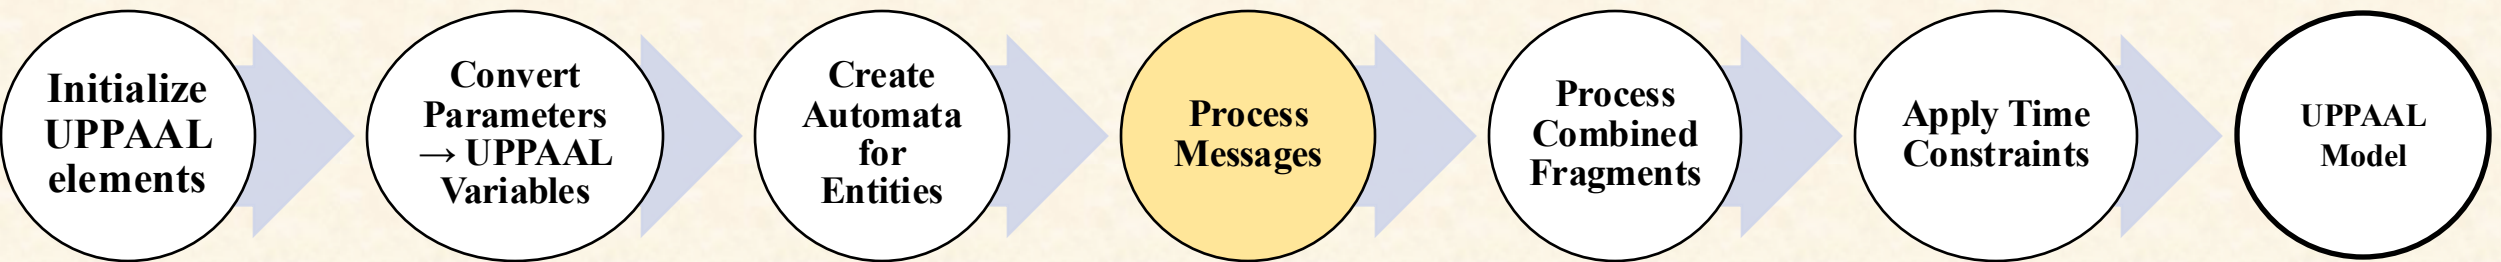 Initialize
UPPAAL
elements
Convert
Parameters
→ UPPAAL
Variables
Create
Automata
for
Entities
Process
Messages
Process
Combined
Fragments
Apply Time
Constraints
UPPAAL
Model